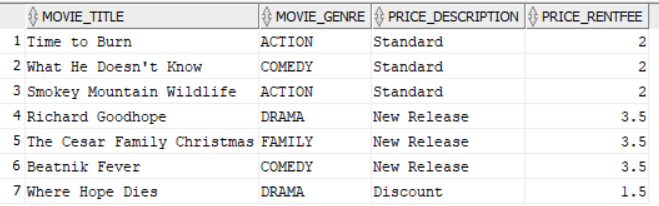 MOVIE_TITLE MOVIE_GENRE PRICE_DESCRIPTION PRICE_RENTFEE
1 Time to Burn ACTION Standard 2
2 What He Doesn't Know COMEDY Standard 2
3 Smokey Mountain Wildlife ACTION Standard 2
4 Richard Goodhope DRAMA New Release 3.5
5 The Cesar Family Christmas FAMILY New Release 3.5
6 Beatnik Fever COMEDY New Release 3.5
7 Where Hope Dies DRAMA Discount 1.5